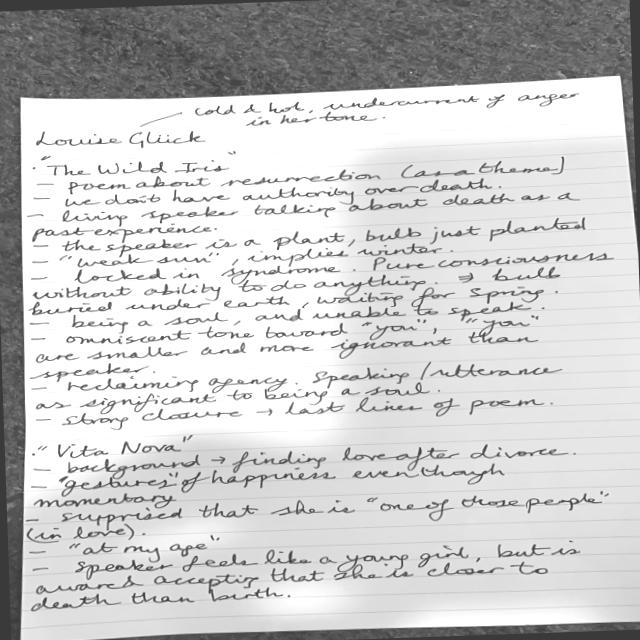 cold & hot, undercurrent of anger
in her tone.
Louise Glück
· "The Wild Iris"
— poem about resurrection (as a theme)
— we don't have authority over death.
— living speaker talking about death as a
past experience.
— the speaker is a plant, bulb just planted
— "weak sun", implies winter.
— locked in syndrome. Pure consciousness
without ability to do anything. ⇒ bulb
buried under earth, waiting for spring.
— being a soul, and unable to speak.
— omniscent tone toward "you", "you"
are smaller and more ignorant than
speaker.
— reclaiming agency. Speaking/utterance
as significant to being a soul.
— strong closure → last lines of poem.
· "Vita Nova"
— background → finding love after divorce.
— "gestures" of happiness even though
momentary
— supprised that she is "one of those people"
(in love).
— "at my age"
— speaker feels like a young girl, but is
aware & accepting that she is closer to
death than birth.